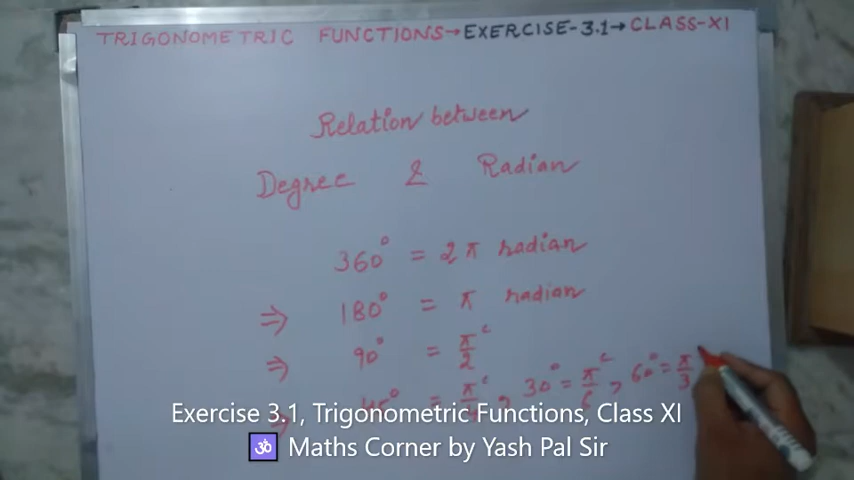 TRIGONOMETRIC FUNCTIONS→EXERCISE-3.1→CLASS-XI
Relation between
Degree & Radian
360° = 2π radian
⇒ 180° = π radian
⇒ 90° = π/2 ᶜ
⇒ 45° = π ᶜ, 30° = π/6 ᶜ, 60° = π/3
Exercise 3.1, Trigonometric Functions, Class XI
🕉 Maths Corner by Yash Pal Sir